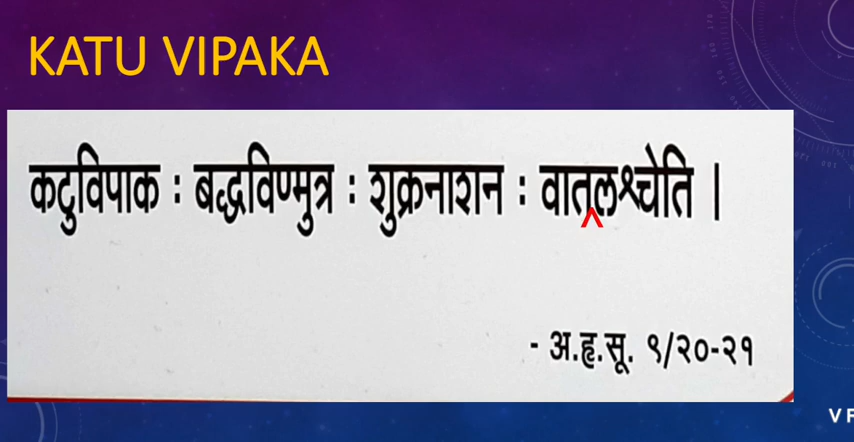 KATU VIPAKA
कटुविपाक : बद्धविण्मुत्र : शुक्रनाशन : वातलश्चेति |
^
- अ.हृ.सू. ९/२०-२१